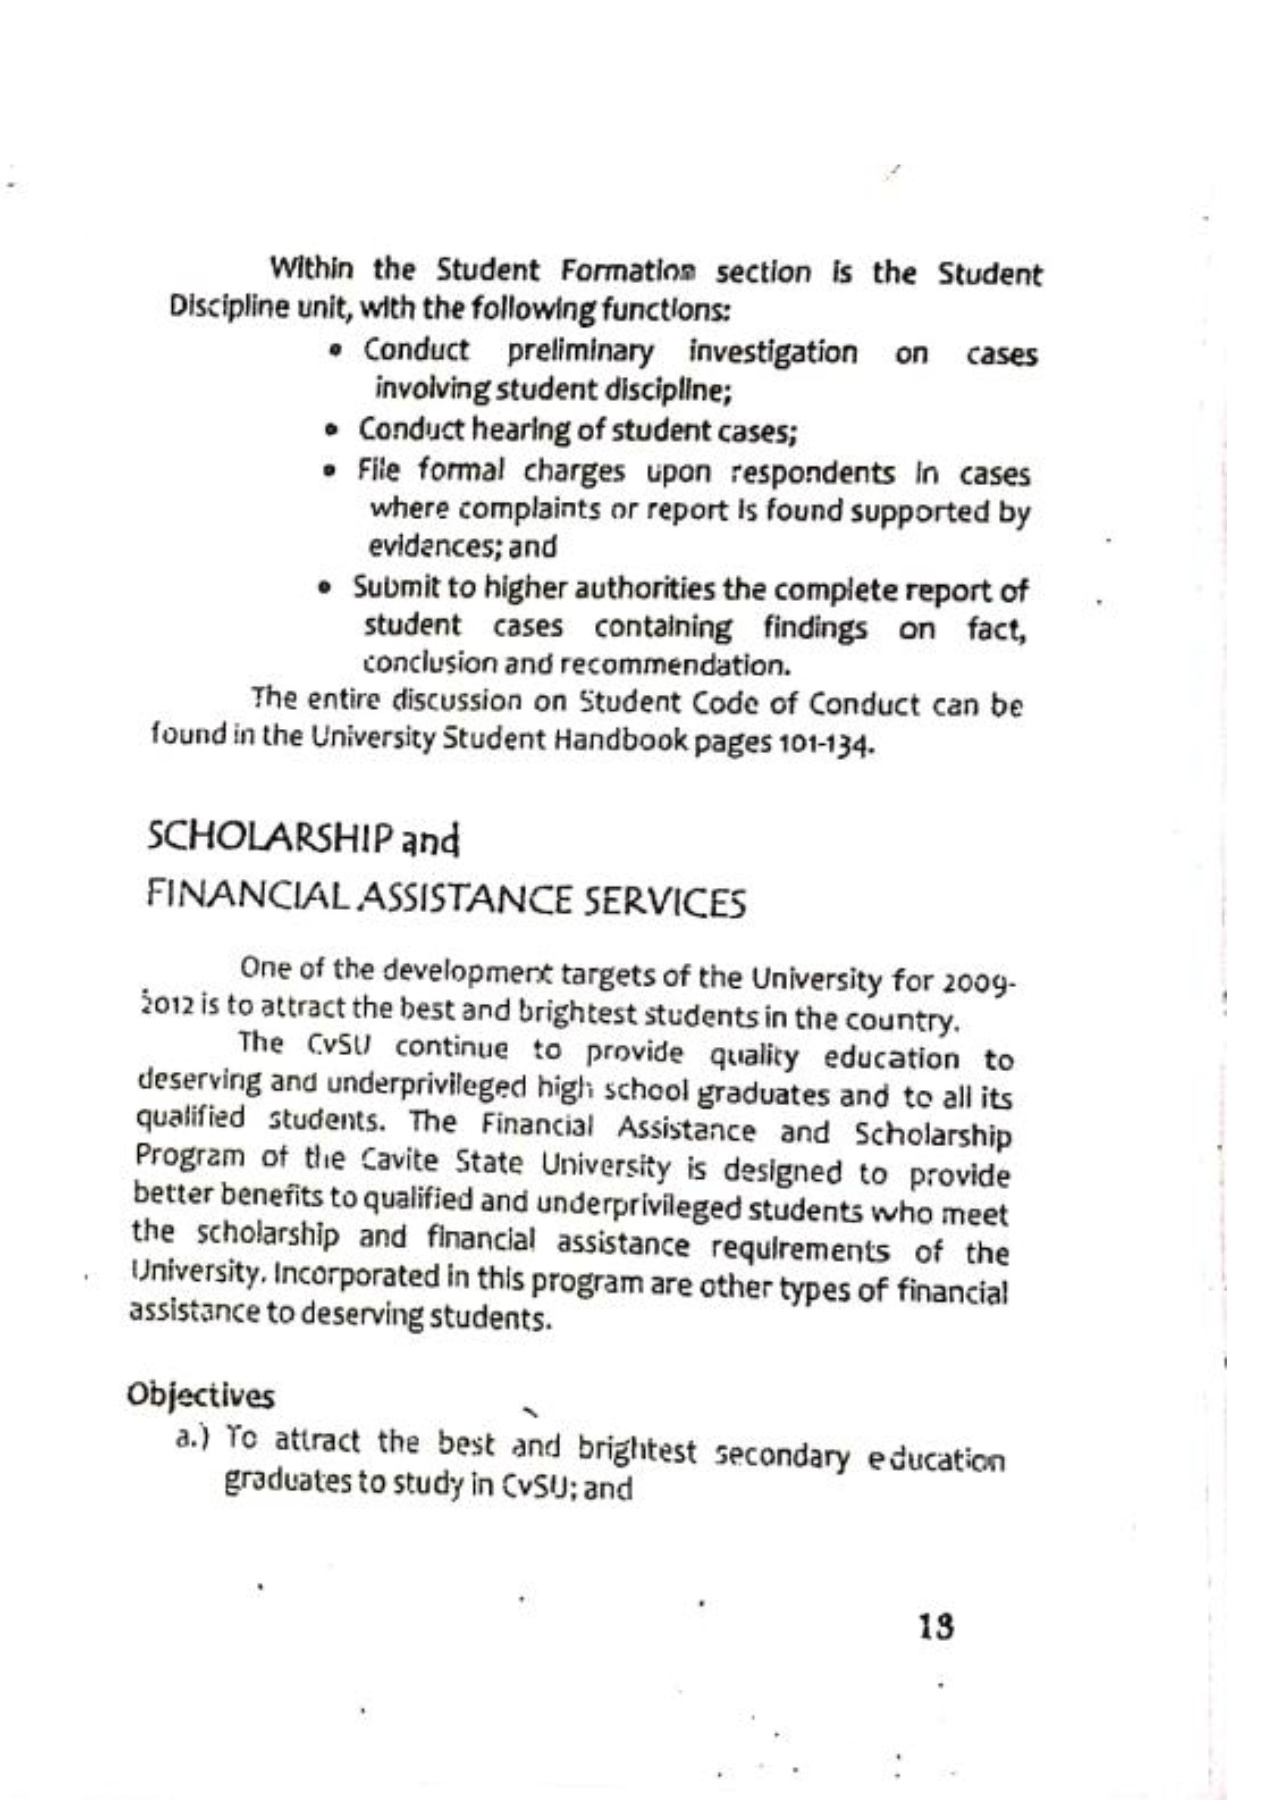 Within the Student Formation section is the Student
Discipline unit, with the following functions:
• Conduct preliminary investigation on cases
involving student discipline;
• Conduct hearing of student cases;
• File formal charges upon respondents in cases
where complaints or report is found supported by
evidences; and
• Submit to higher authorities the complete report of
student cases containing findings on fact,
conclusion and recommendation.
The entire discussion on Student Code of Conduct can be
found in the University Student Handbook pages 101-134.
SCHOLARSHIP and
FINANCIAL ASSISTANCE SERVICES
One of the development targets of the University for 2009-
2012 is to attract the best and brightest students in the country.
The CvSU continue to provide quality education to
deserving and underprivileged high school graduates and to all its
qualified students. The Financial Assistance and Scholarship
Program of the Cavite State University is designed to provide
better benefits to qualified and underprivileged students who meet
the scholarship and financial assistance requirements of the
University. Incorporated in this program are other types of financial
assistance to deserving students.
Objectives
a.) To attract the best and brightest secondary education
graduates to study in CvSU; and
13